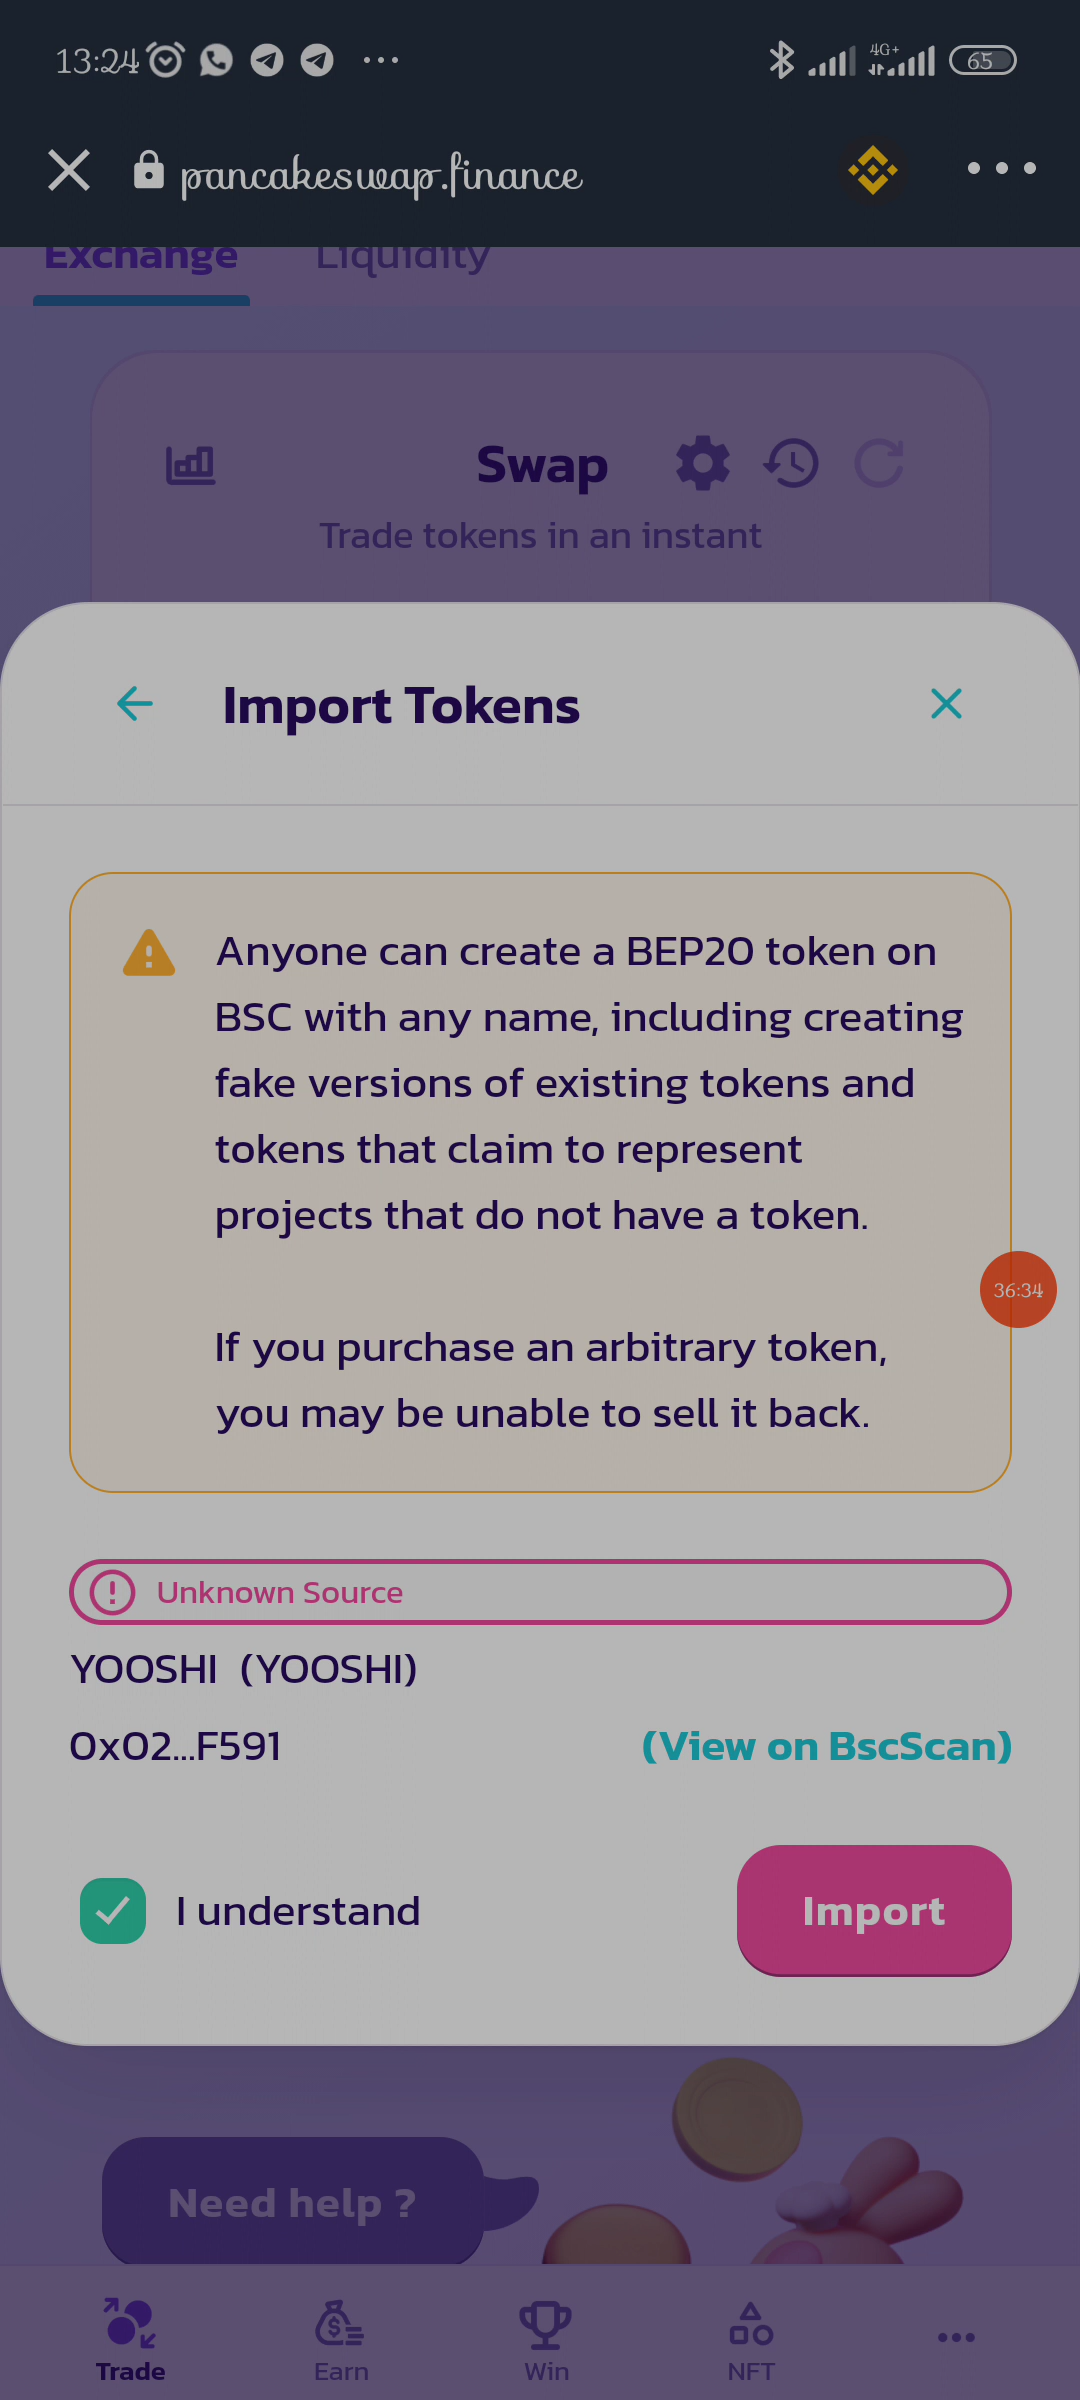 13:24
4G+
65
pancakeswap.finance
Exchange Liquidity
Swap
Trade tokens in an instant
Import Tokens
Anyone can create a BEP20 token on
BSC with any name, including creating
fake versions of existing tokens and
tokens that claim to represent
projects that do not have a token.
If you purchase an arbitrary token,
you may be unable to sell it back.
36:34
Unknown Source
YOOSHI (YOOSHI)
0x02...F591 (View on BscScan)
I understand Import
Need help ?
Trade Earn Win NFT